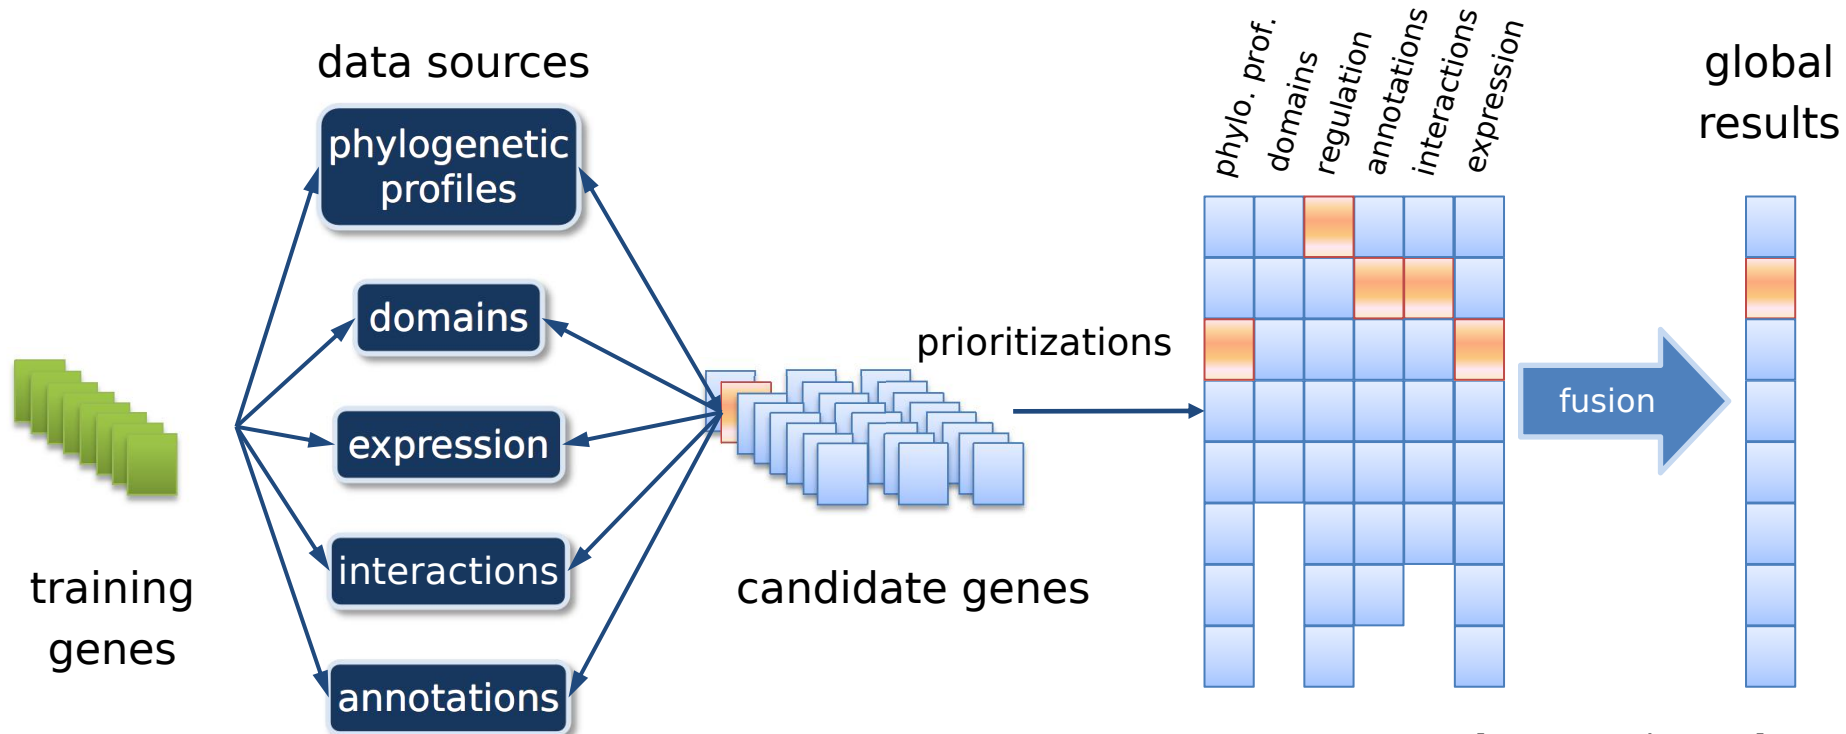 data sources
phylogenetic
profiles
domains
expression
interactions
annotations
training
genes
candidate genes
prioritizations
phylo. prof.
domains
regulation
annotations
interactions
expression
fusion
global
results